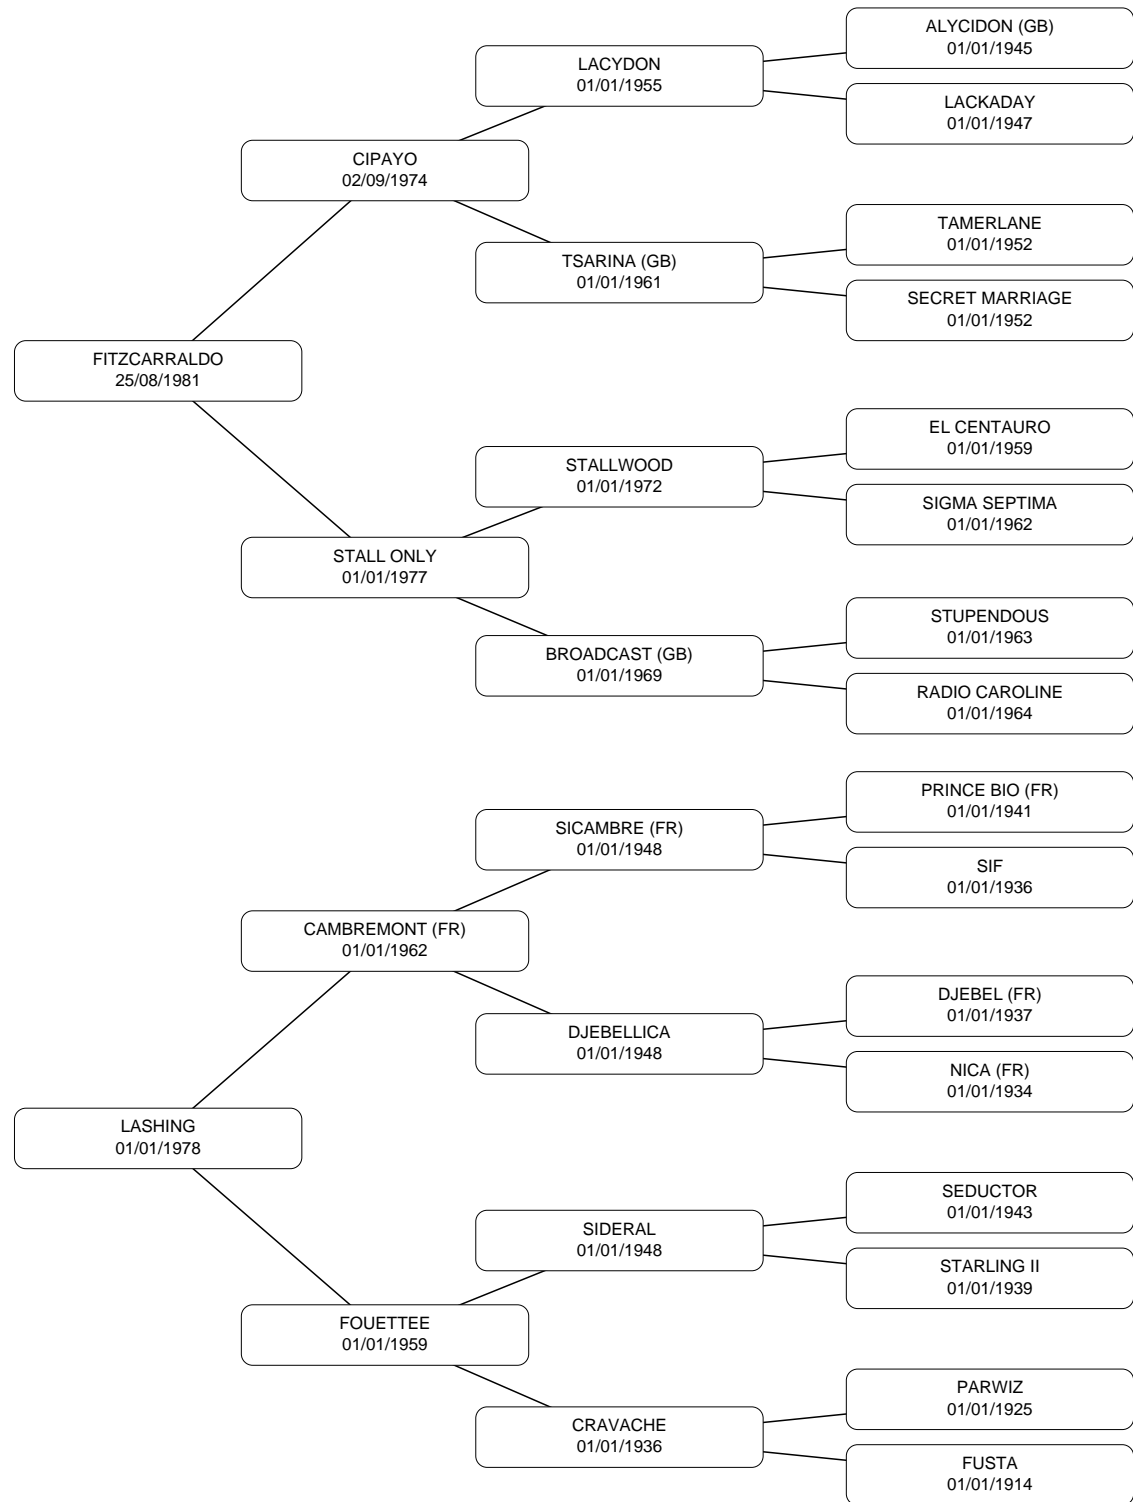 ALYCIDON (GB)
01/01/1945
LACYDON
01/01/1955
LACKADAY
01/01/1947
CIPAYO
02/09/1974
TAMERLANE
01/01/1952
TSARINA (GB)
01/01/1961
SECRET MARRIAGE
01/01/1952
FITZCARRALDO
25/08/1981
EL CENTAURO
01/01/1959
STALLWOOD
01/01/1972
SIGMA SEPTIMA
01/01/1962
STALL ONLY
01/01/1977
STUPENDOUS
01/01/1963
BROADCAST (GB)
01/01/1969
RADIO CAROLINE
01/01/1964
PRINCE BIO (FR)
01/01/1941
SICAMBRE (FR)
01/01/1948
SIF
01/01/1936
CAMBREMONT (FR)
01/01/1962
DJEBEL (FR)
01/01/1937
DJEBELLICA
01/01/1948
NICA (FR)
01/01/1934
LASHING
01/01/1978
SEDUCTOR
01/01/1943
SIDERAL
01/01/1948
STARLING II
01/01/1939
FOUETTEE
01/01/1959
PARWIZ
01/01/1925
CRAVACHE
01/01/1936
FUSTA
01/01/1914